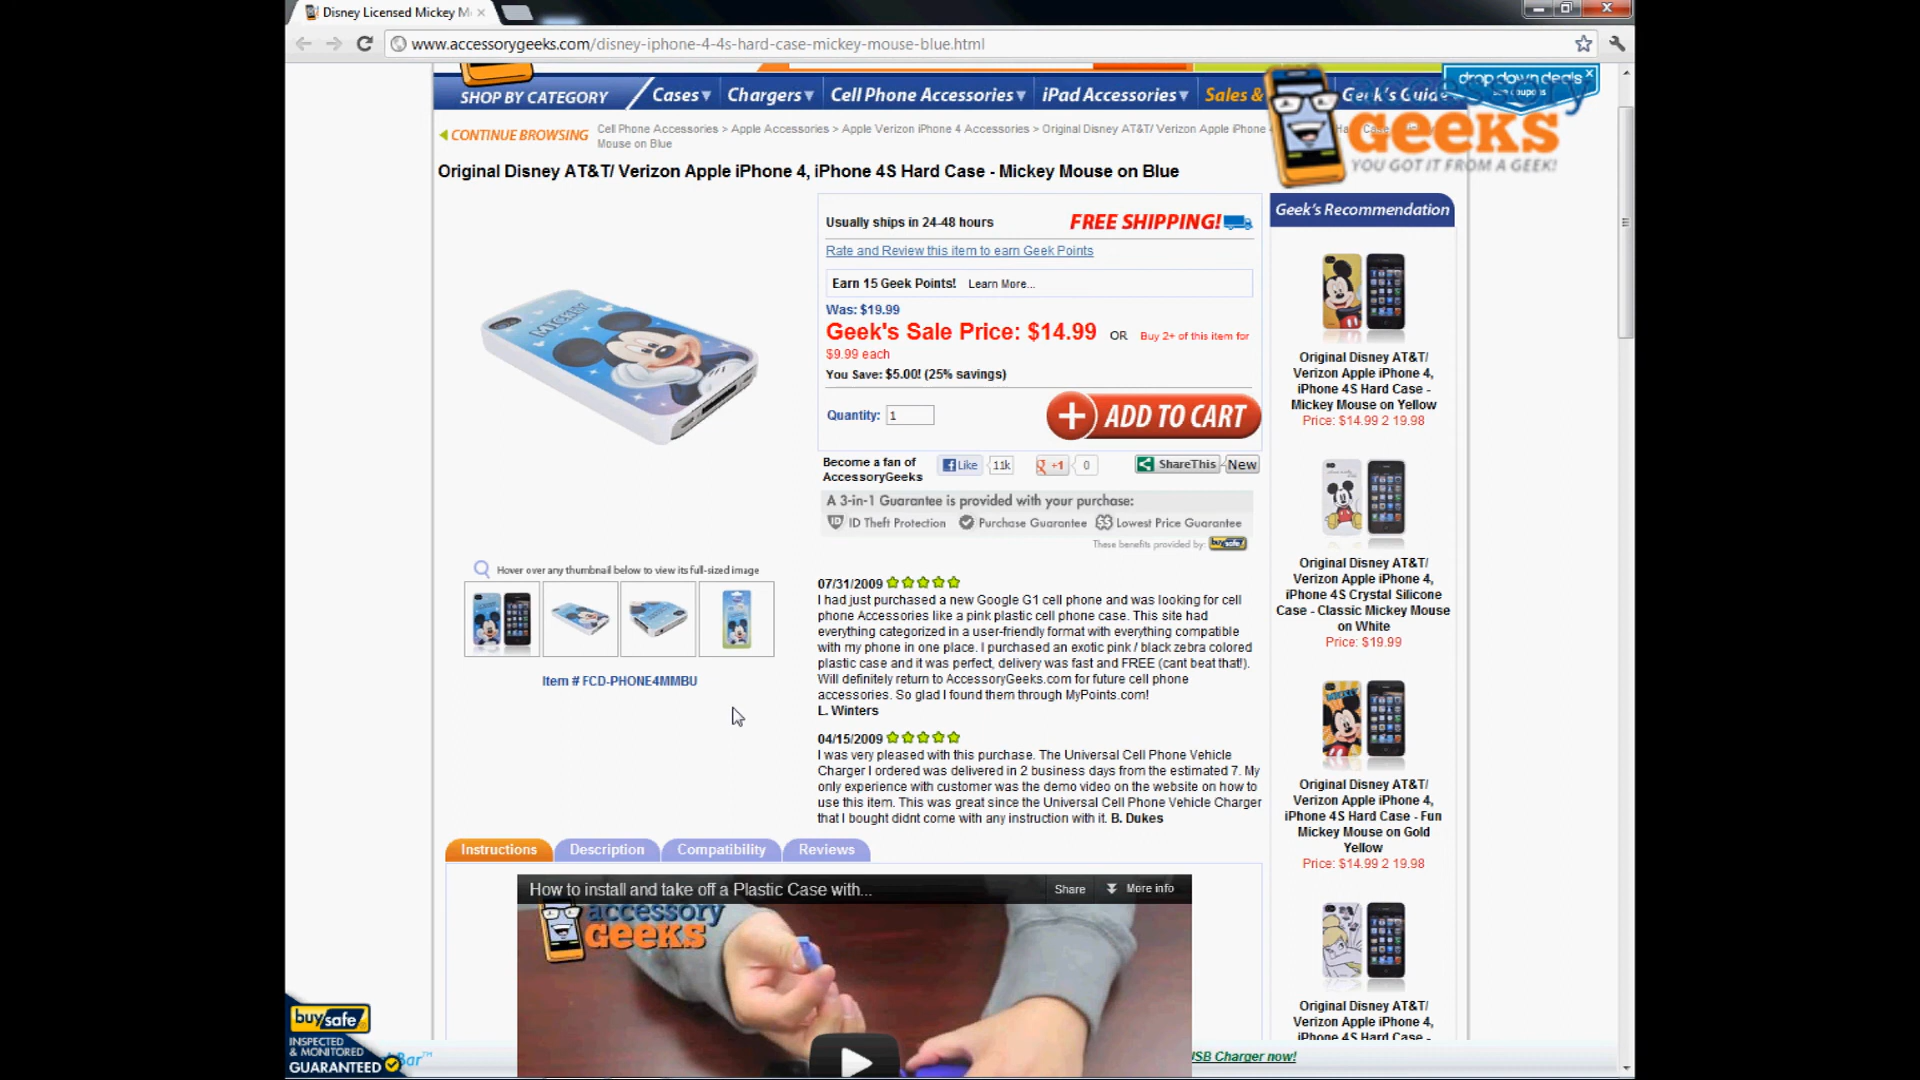 Disney Licensed Mickey M
www.accessorygeeks.com/disney-iphone-4-4s-hard-case-mickey-mouse-blue.html
SHOP BY CATEGORY
Cases
Chargers
Cell Phone Accessories
iPad Accessories
Sales &
Geek's Guide
drop down deals
accessory
GEEKS
YOU GOT IT FROM A GEEK!
CONTINUE BROWSING
Cell Phone Accessories > Apple Accessories > Apple Verizon iPhone 4 Accessories > Original Disney AT&T/ Verizon Apple iPhone
Mouse on Blue
Original Disney AT&T/ Verizon Apple iPhone 4, iPhone 4S Hard Case - Mickey Mouse on Blue
MICKEY
Usually ships in 24-48 hours
FREE SHIPPING!
Rate and Review this item to earn Geek Points
Earn 15 Geek Points! Learn More...
Was: $19.99
Geek's Sale Price: $14.99 OR Buy 2+ of this item for
$9.99 each
You Save: $5.00! (25% savings)
Quantity: 1
ADD TO CART
Become a fan of
AccessoryGeeks
Like 11k
+1 0
ShareThis New
A 3-in-1 Guarantee is provided with your purchase:
ID Theft Protection Purchase Guarantee Lowest Price Guarantee
These benefits provided by: buySafe
Hover over any thumbnail below to view its full-sized image
Item # FCD-PHONE4MMBU
07/31/2009
I had just purchased a new Google G1 cell phone and was looking for cell
phone Accessories like a pink plastic cell phone case. This site had
everything categorized in a user-friendly format with everything compatible
with my phone in one place. I purchased an exotic pink / black zebra colored
plastic case and it was perfect, delivery was fast and FREE (cant beat that!).
Will definitely return to AccessoryGeeks.com for future cell phone
accessories. So glad I found them through MyPoints.com!
L. Winters
04/15/2009
I was very pleased with this purchase. The Universal Cell Phone Vehicle
Charger I ordered was delivered in 2 business days from the estimated 7. My
only experience with customer was the demo video on the website on how to
use this item. This was great since the Universal Cell Phone Vehicle Charger
that I bought didnt come with any instruction with it. B. Dukes
Geek's Recommendation
Original Disney AT&T/
Verizon Apple iPhone 4,
iPhone 4S Hard Case -
Mickey Mouse on Yellow
Price: $14.99 2 19.98
Original Disney AT&T/
Verizon Apple iPhone 4,
iPhone 4S Crystal Silicone
Case - Classic Mickey Mouse
on White
Price: $19.99
Original Disney AT&T/
Verizon Apple iPhone 4,
iPhone 4S Hard Case - Fun
Mickey Mouse on Gold
Yellow
Price: $14.99 2 19.98
Original Disney AT&T/
Verizon Apple iPhone 4,
iPhone 4S Hard Case -
Instructions
Description
Compatibility
Reviews
How to install and take off a Plastic Case with...
Share
More info
accessory
GEEKS
buySafe
INSPECTED
& MONITORED
GUARANTEED
Bar™
USB Charger now!